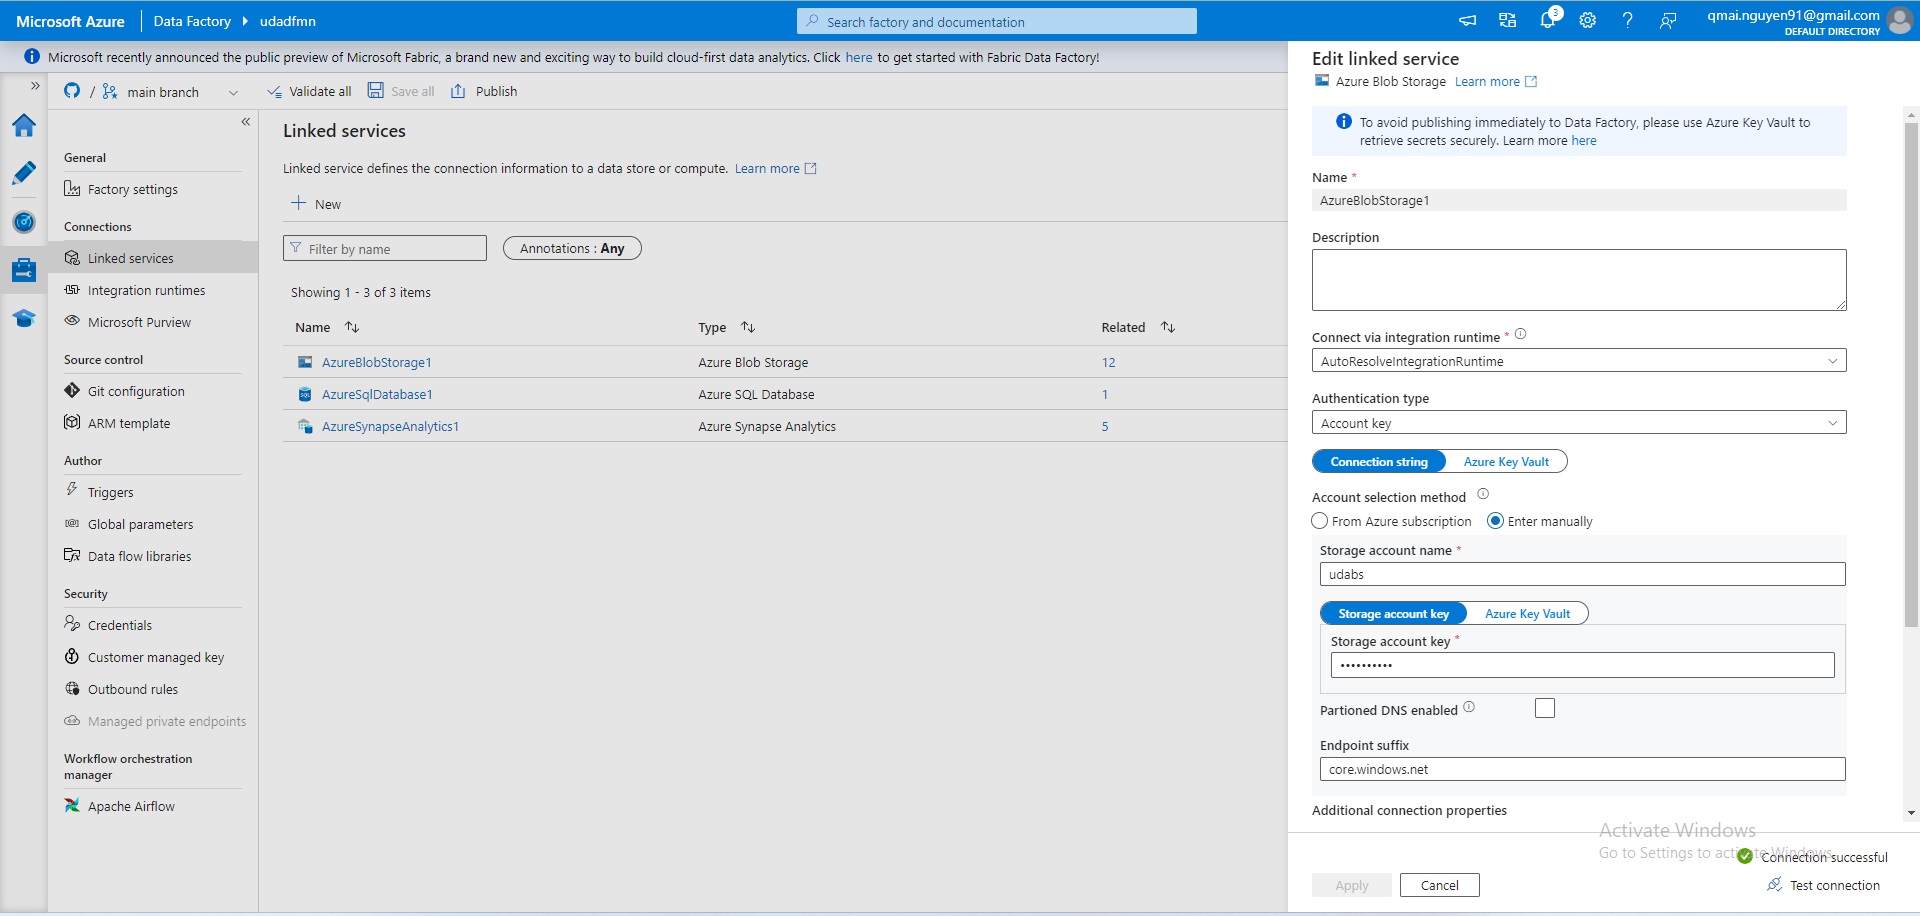 Microsoft Azure
Data Factory
udadfmn
Search factory and documentation
3
qmai.nguyen91@gmail.com
DEFAULT DIRECTORY
Microsoft recently announced the public preview of Microsoft Fabric, a brand new and exciting way to build cloud-first data analytics. Click here to get started with Fabric Data Factory!
/ main branch
Validate all
Save all
Publish
General
Factory settings
Connections
Linked services
Integration runtimes
Microsoft Purview
Source control
Git configuration
ARM template
Author
Triggers
Global parameters
Data flow libraries
Security
Credentials
Customer managed key
Outbound rules
Managed private endpoints
Workflow orchestration
manager
Apache Airflow
Linked services
Linked service defines the connection information to a data store or compute. Learn more
New
Filter by name
Annotations : Any
Showing 1 - 3 of 3 items
Name Type Related
AzureBlobStorage1 Azure Blob Storage 12
AzureSqlDatabase1 Azure SQL Database 1
AzureSynapseAnalytics1 Azure Synapse Analytics 5
Edit linked service
Azure Blob Storage Learn more
To avoid publishing immediately to Data Factory, please use Azure Key Vault to
retrieve secrets securely. Learn more here
Name *
AzureBlobStorage1
Description
Connect via integration runtime *
AutoResolveIntegrationRuntime
Authentication type
Account key
Connection string Azure Key Vault
Account selection method
From Azure subscription Enter manually
Storage account name *
udabs
Storage account key Azure Key Vault
Storage account key *
••••••••••
Partioned DNS enabled
Endpoint suffix
core.windows.net
Additional connection properties
Activate Windows
Go to Settings to activate Windows.
Connection successful
Apply Cancel
Test connection